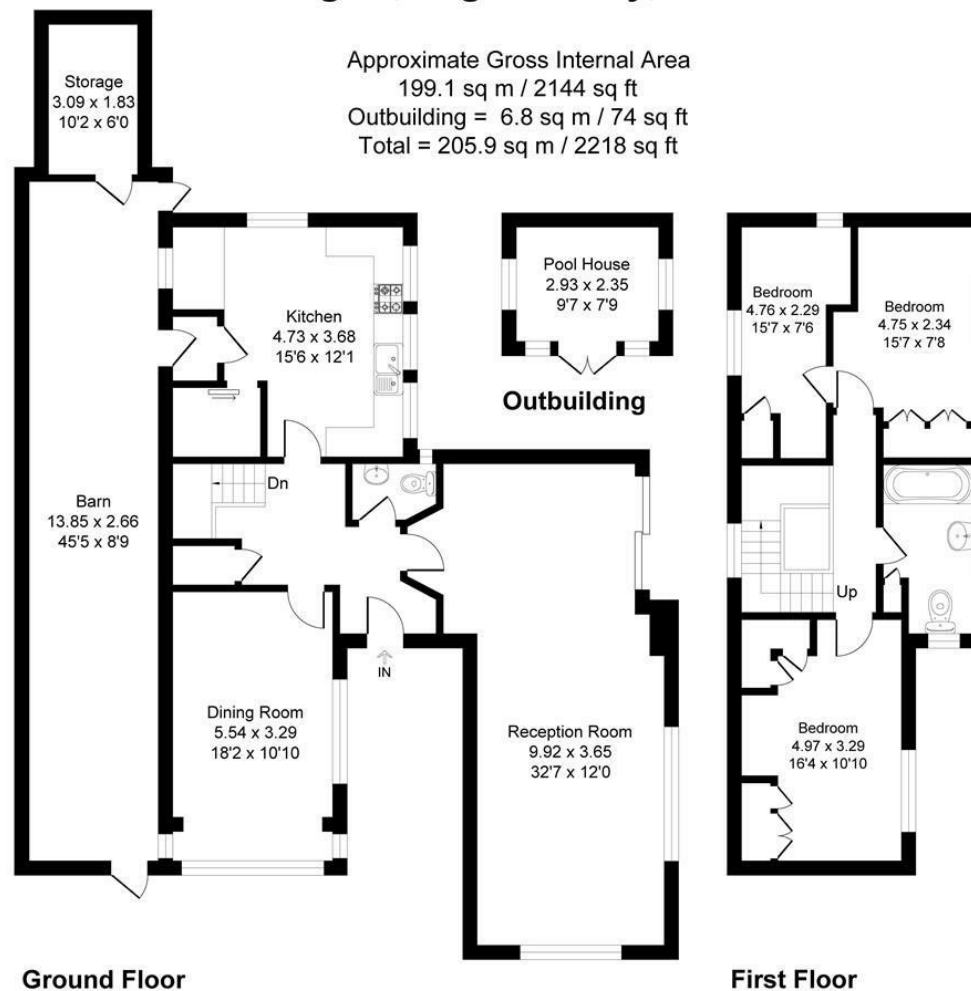 Approximate Gross Internal Area
199.1 sq m / 2144 sq ft
Outbuilding = 6.8 sq m / 74 sq ft
Total = 205.9 sq m / 2218 sq ft
Storage
3.09 x 1.83
10'2 x 6'0
Kitchen
4.73 x 3.68
15'6 x 12'1
Pool House
2.93 x 2.35
9'7 x 7'9
Outbuilding
Bedroom
4.76 x 2.29
15'7 x 7'6
Bedroom
4.75 x 2.34
15'7 x 7'8
Barn
13.85 x 2.66
45'5 x 8'9
Dn
Up
IN
Dining Room
5.54 x 3.29
18'2 x 10'10
Reception Room
9.92 x 3.65
32'7 x 12'0
Bedroom
4.97 x 3.29
16'4 x 10'10
Ground Floor
First Floor